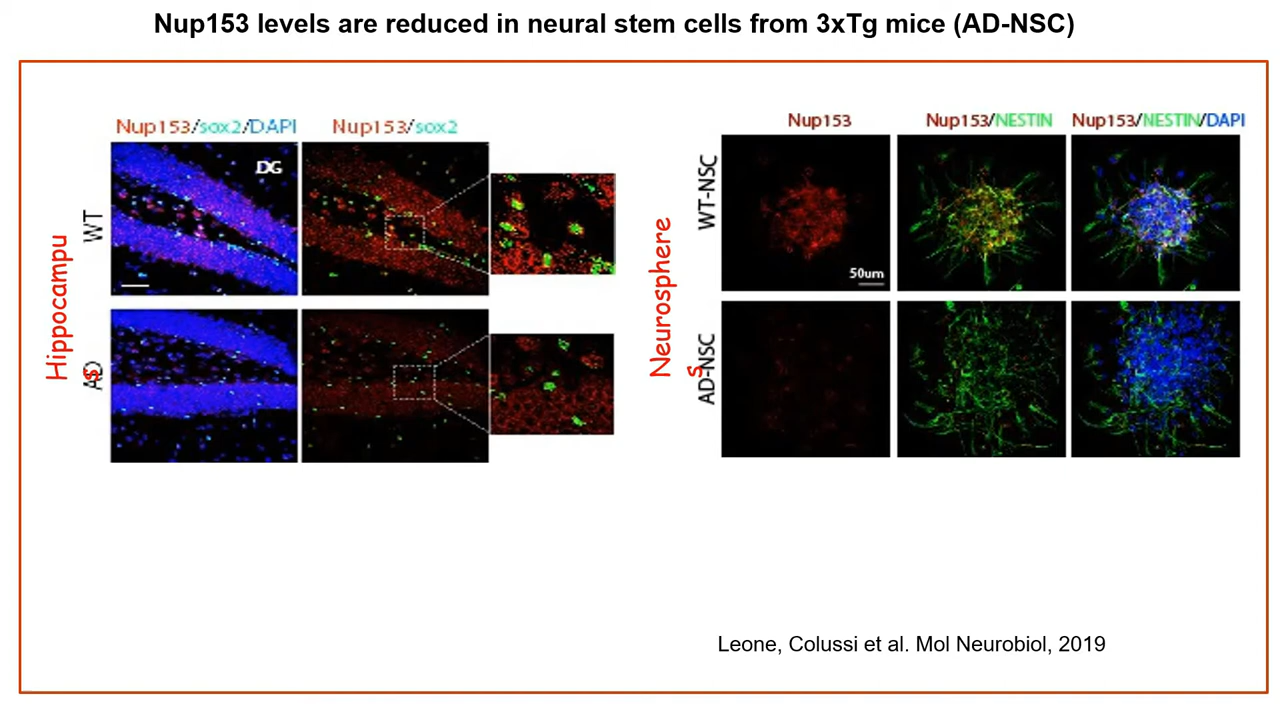 Nup153 levels are reduced in neural stem cells from 3xTg mice (AD-NSC)
Nup153/sox2/DAPI
Nup153/sox2
DG
WT
AD
Hippocampu
s
Nup153
Nup153/NESTIN
Nup153/NESTIN/DAPI
WT-NSC
50um
AD-NSC
Neurosphere
s
Leone, Colussi et al. Mol Neurobiol, 2019